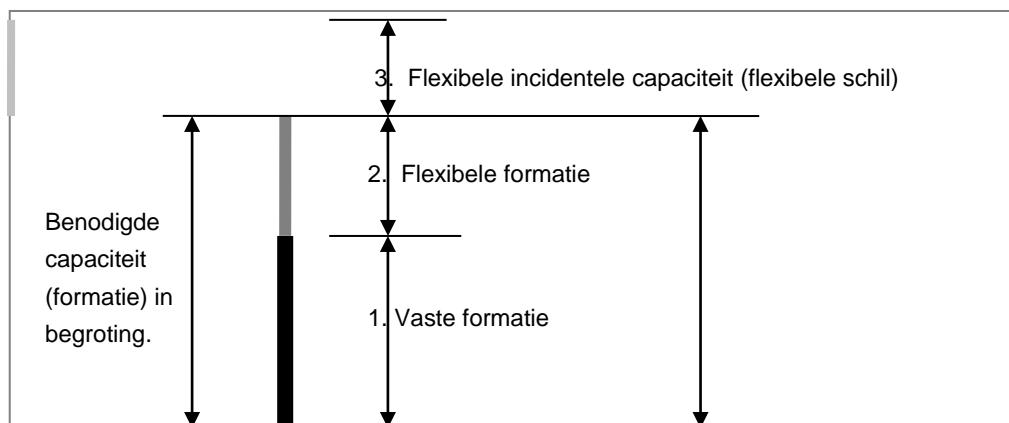 3. Flexibele incidentele capaciteit (flexibele schil)
2. Flexibele formatie
Benodigde
capaciteit
(formatie) in
begroting.
1. Vaste formatie